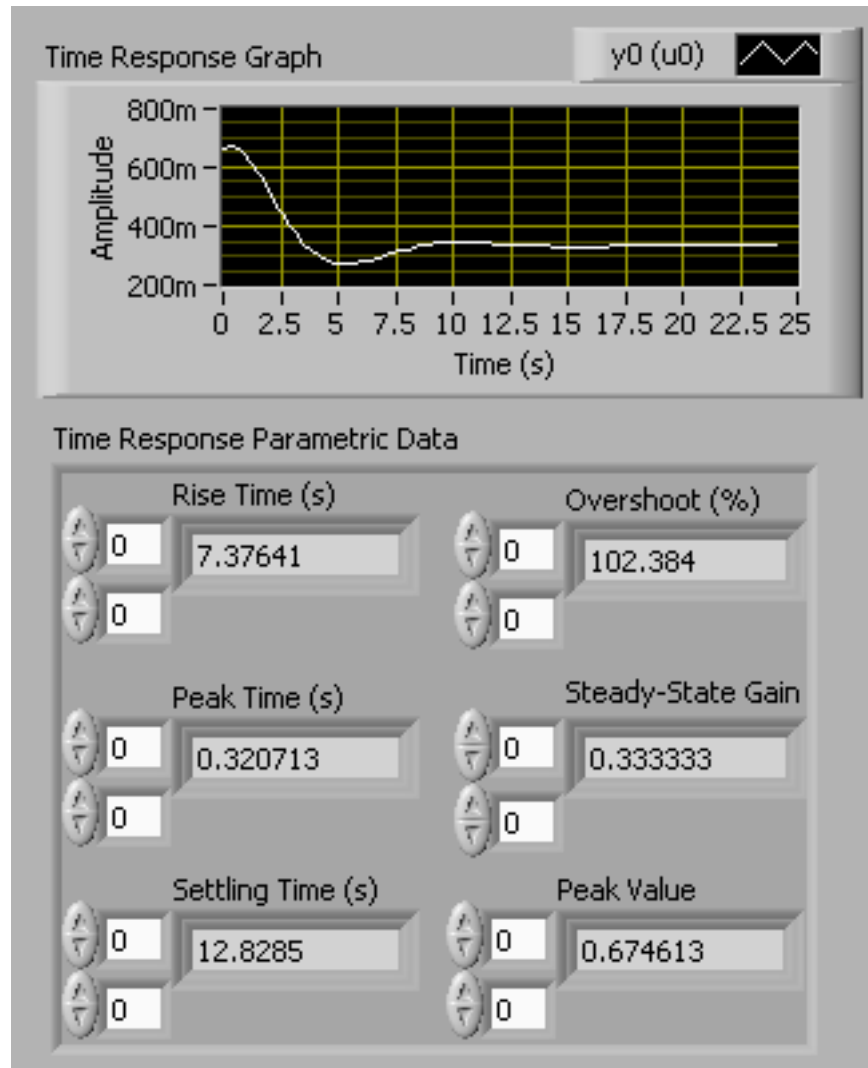 Time Response Graph
y0 (u0)
Amplitude
800m
600m
400m
200m
0 2.5 5 7.5 10 12.5 15 17.5 20 22.5 25
Time (s)
Time Response Parametric Data
Rise Time (s)
0
7.37641
0
Overshoot (%)
0
102.384
0
Peak Time (s)
0
0.320713
0
Steady-State Gain
0
0.333333
0
Settling Time (s)
0
12.8285
0
Peak Value
0
0.674613
0